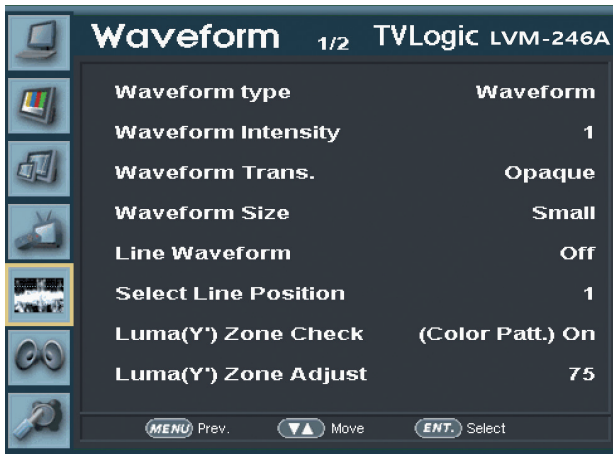 Waveform 1/2 TVLogic LVM-246A
Waveform type Waveform
Waveform Intensity 1
Waveform Trans. Opaque
Waveform Size Small
Line Waveform Off
Select Line Position 1
Luma(Y') Zone Check (Color Patt.) On
Luma(Y') Zone Adjust 75
MENU Prev. ▼▲ Move ENT. Select